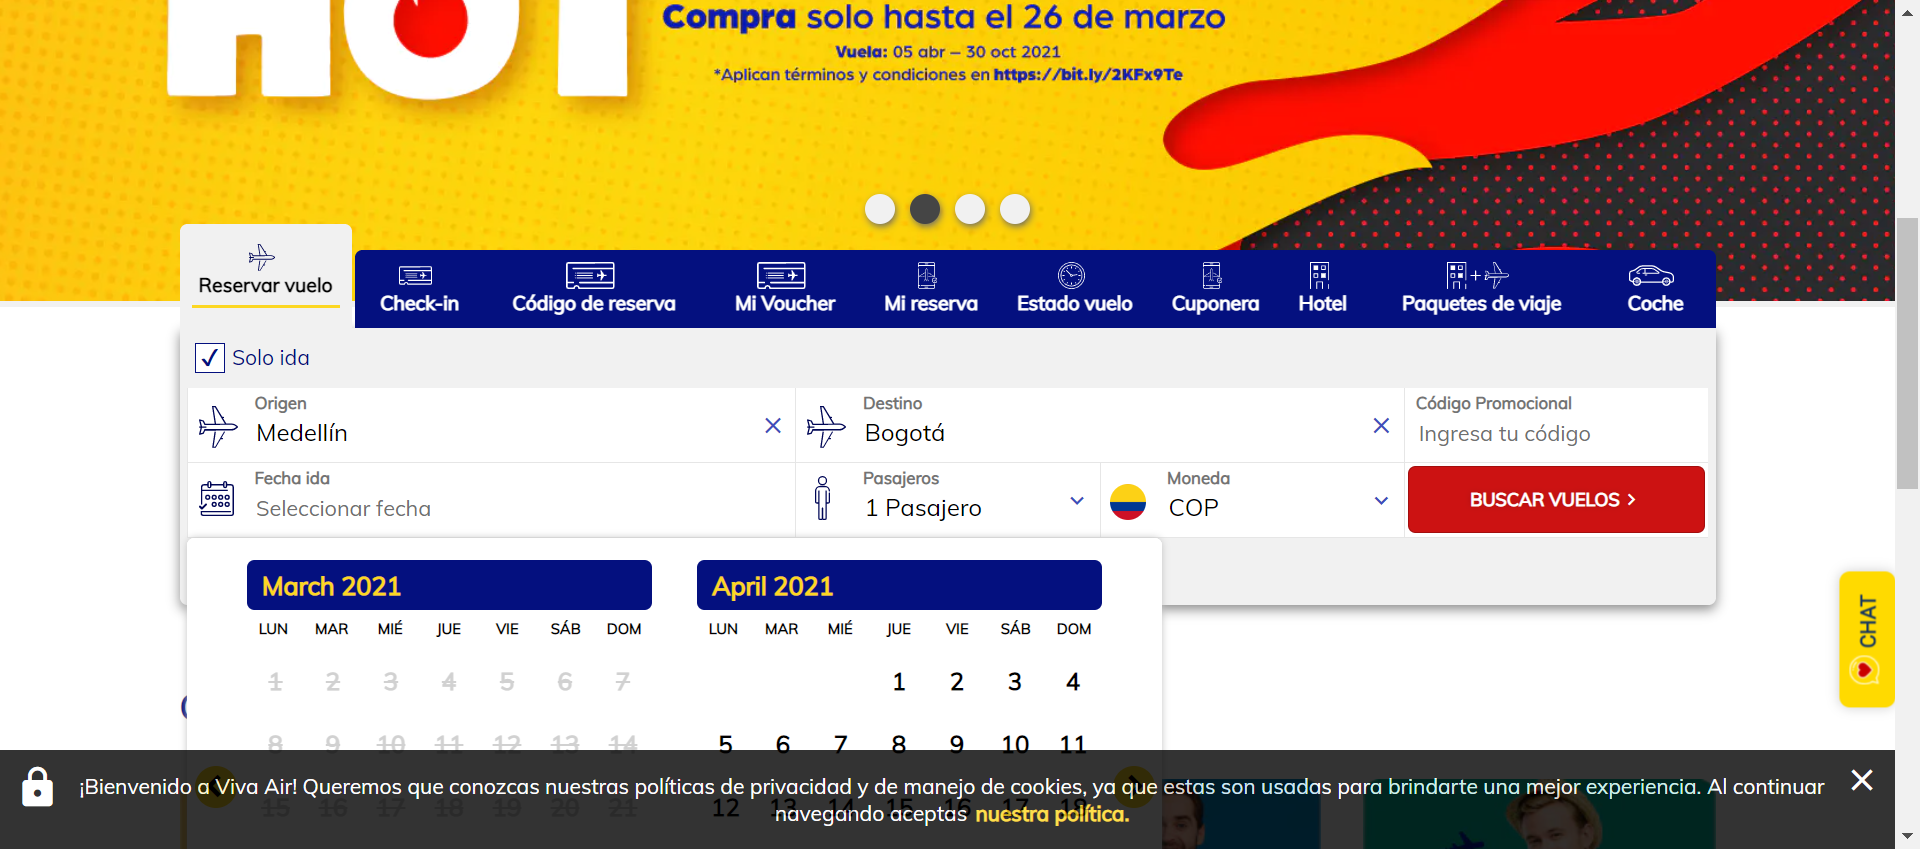 HOT
Compra solo hasta el 26 de marzo
Vuela: 05 abr – 30 oct 2021
*Aplican términos y condiciones en https://bit.ly/2KFx9Te
Reservar vuelo
Check-in
Código de reserva
Mi Voucher
Mi reserva
Estado vuelo
Cuponera
Hotel
Paquetes de viaje
Coche
Solo ida
Origen
Medellín
Destino
Bogotá
Código Promocional
Ingresa tu código
Fecha ida
Seleccionar fecha
Pasajeros
1 Pasajero
Moneda
COP
BUSCAR VUELOS >
March 2021
LUN MAR MIÉ JUE VIE SÁB DOM
1 2 3 4 5 6 7
8 9 10 11 12 13 14
15 16 17 18 19 20 21
April 2021
LUN MAR MIÉ JUE VIE SÁB DOM
1 2 3 4
5 6 7 8 9 10 11
12 13 14 15 16 17 18
CHAT
¡Bienvenido a Viva Air! Queremos que conozcas nuestras políticas de privacidad y de manejo de cookies, ya que estas son usadas para brindarte una mejor experiencia. Al continuar
navegando aceptas nuestra política.